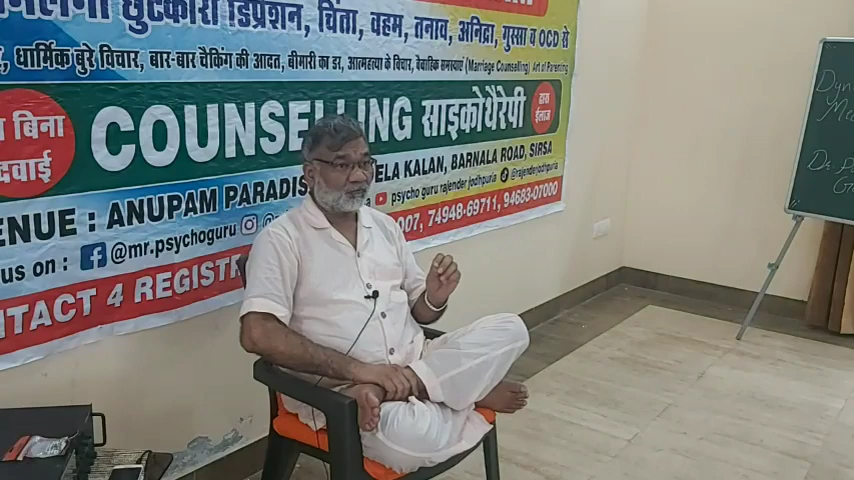 छुटकारा डिप्रेशन, चिंता, वहम, तनाव, अनिद्रा, गुस्सा व OCD से
धार्मिक बुरे विचार, बार-बार चैकिंग की आदत, बीमारी का डर, आत्महत्या के विचार, वैवाहिक समस्याएं (Marriage Counselling) Art of Parenting
बिना
दवाई
COUNSELLING साइकोथैरेपी
द्वारा
ईलाज
ENUE : ANUPAM PARADIS ELA KALAN, BARNALA ROAD, SIRSA
us on : @mr.psychoguru psycho guru rajender jodhpuria @rajenderjodhpuria
NTACT 4 REGISTR 007, 74948-69711, 94683-07000
Dyn